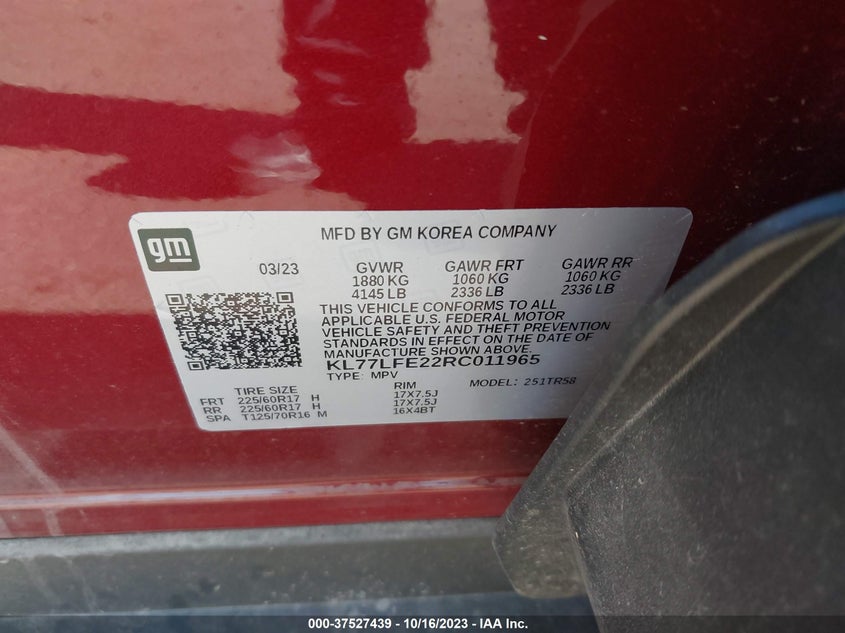 gm
MFD BY GM KOREA COMPANY
03/23 GVWR GAWR FRT GAWR RR
1880 KG 1060 KG 1060 KG
4145 LB 2336 LB 2336 LB
THIS VEHICLE CONFORMS TO ALL
APPLICABLE U.S. FEDERAL MOTOR
VEHICLE SAFETY AND THEFT PREVENTION
STANDARDS IN EFFECT ON THE DATE OF
MANUFACTURE SHOWN ABOVE.
KL77LFE22RC011965
TYPE: MPV MODEL: 251TR58
TIRE SIZE RIM
FRT 225/60R17 H 17X7.5J
RR 225/60R17 H 17X7.5J
SPA T125/70R16 M 16X4BT
000-37527439 - 10/16/2023 - © IAA Inc.